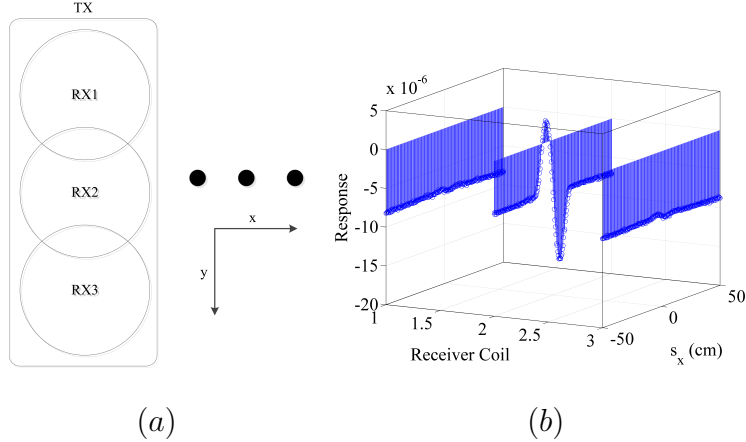 TX
RX1
RX2
RX3
x
y
(a)
x 10^-6
5
0
-5
-10
-15
-20
Response
1
1.5
2
2.5
3
Receiver Coil
-50
0
50
s_x (cm)
(b)